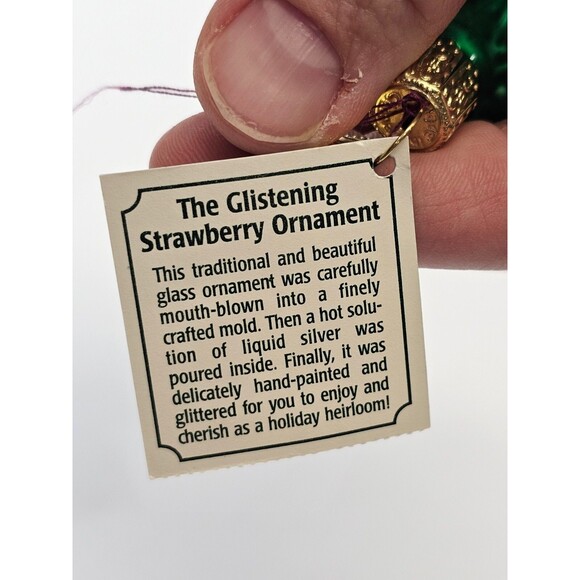 The Glistening
Strawberry Ornament
This traditional and beautiful
glass ornament was carefully
mouth-blown into a finely
crafted mold. Then a hot solu-
tion of liquid silver was
poured inside. Finally, it was
delicately hand-painted and
glittered for you to enjoy and
cherish as a holiday heirloom!